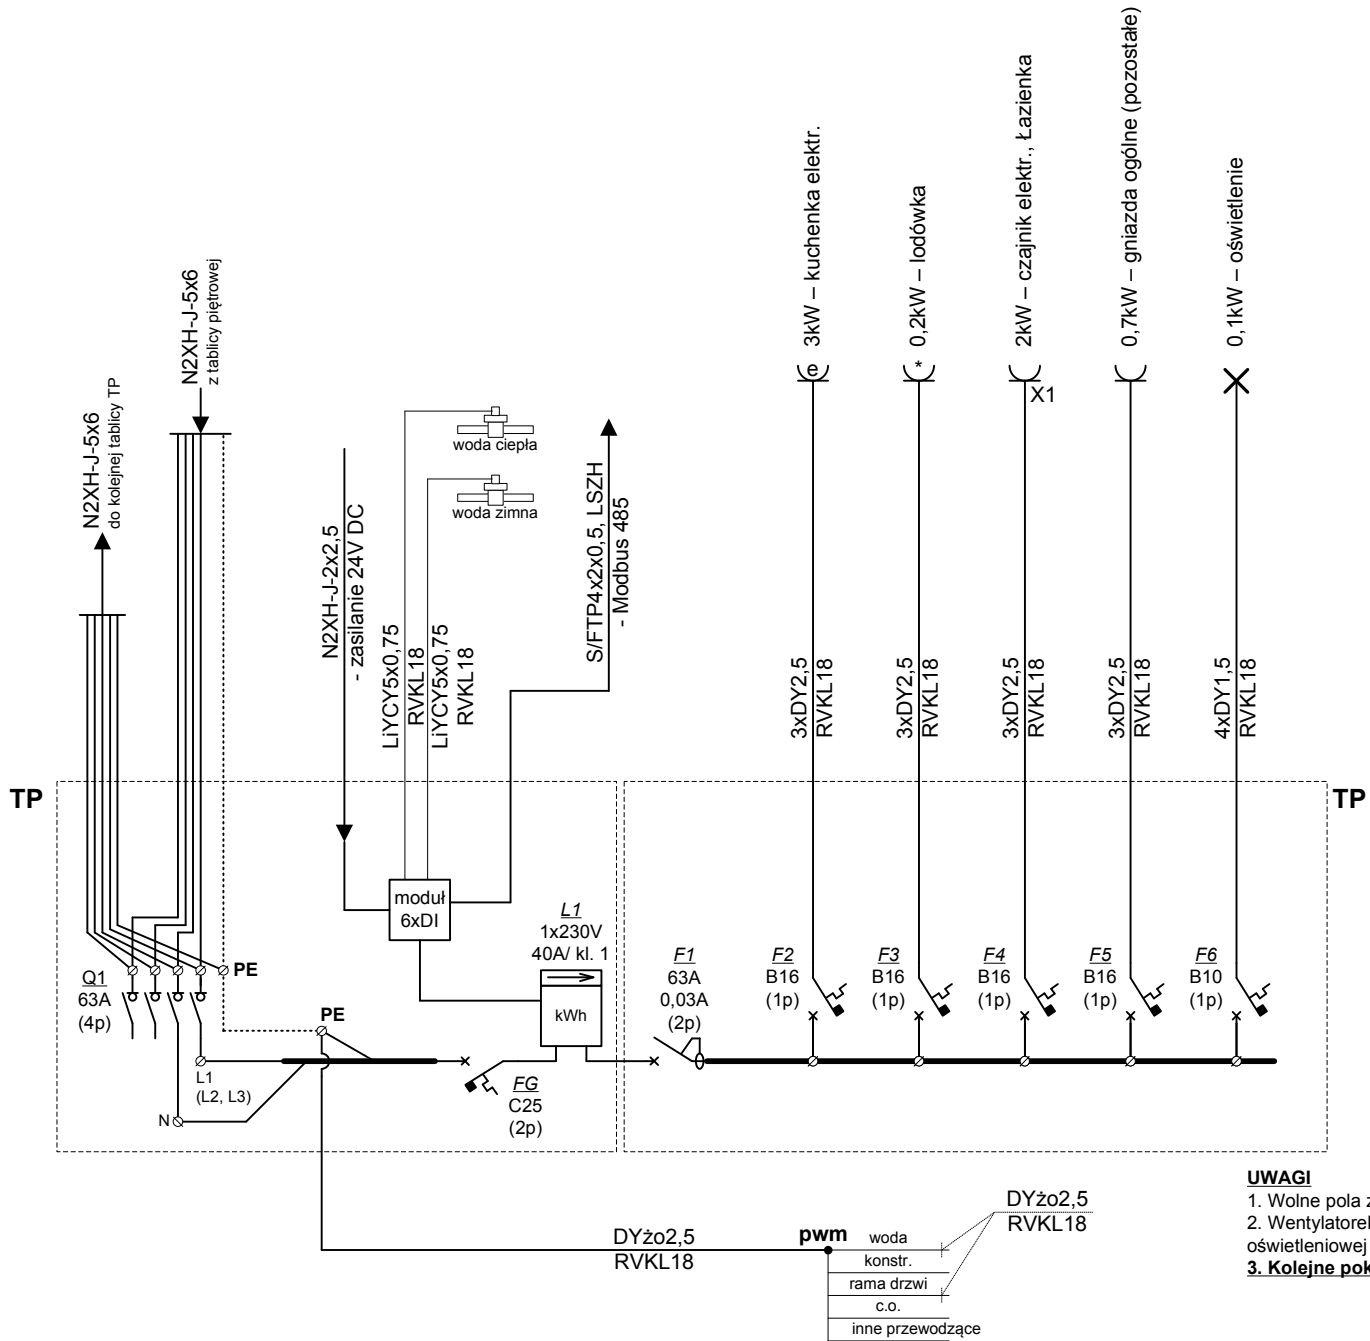 3kW – kuchenka elektr.
0,2kW – lodówka
2kW – czajnik elektr., Łazienka
0,7kW – gniazda ogólne (pozostałe)
0,1kW – oświetlenie
e
*
X1
N2XH-J-5x6
do kolejnej tablicy TP
N2XH-J-5x6
z tablicy piętrowej
N2XH-J-2x2,5
- zasilanie 24V DC
LiYCY5x0,75
RVKL18
LiYCY5x0,75
RVKL18
woda ciepła
woda zimna
S/FTP4x2x0,5, LSZH
- Modbus 485
3xDY2,5
RVKL18
3xDY2,5
RVKL18
3xDY2,5
RVKL18
3xDY2,5
RVKL18
4xDY1,5
RVKL18
TP
TP
moduł
6xDI
L1
1x230V
40A/ kl. 1
kWh
Q1
63A
(4p)
PE
PE
L1
(L2, L3)
N
FG
C25
(2p)
F1
63A
0,03A
(2p)
F2
B16
(1p)
F3
B16
(1p)
F4
B16
(1p)
F5
B16
(1p)
F6
B10
(1p)
DYżo2,5
RVKL18
pwm
woda
konstr.
rama drzwi
c.o.
inne przewodzące
DYżo2,5
RVKL18
UWAGI
1. Wolne pola z
2. Wentylatorek
oświetleniowej
3. Kolejne pok